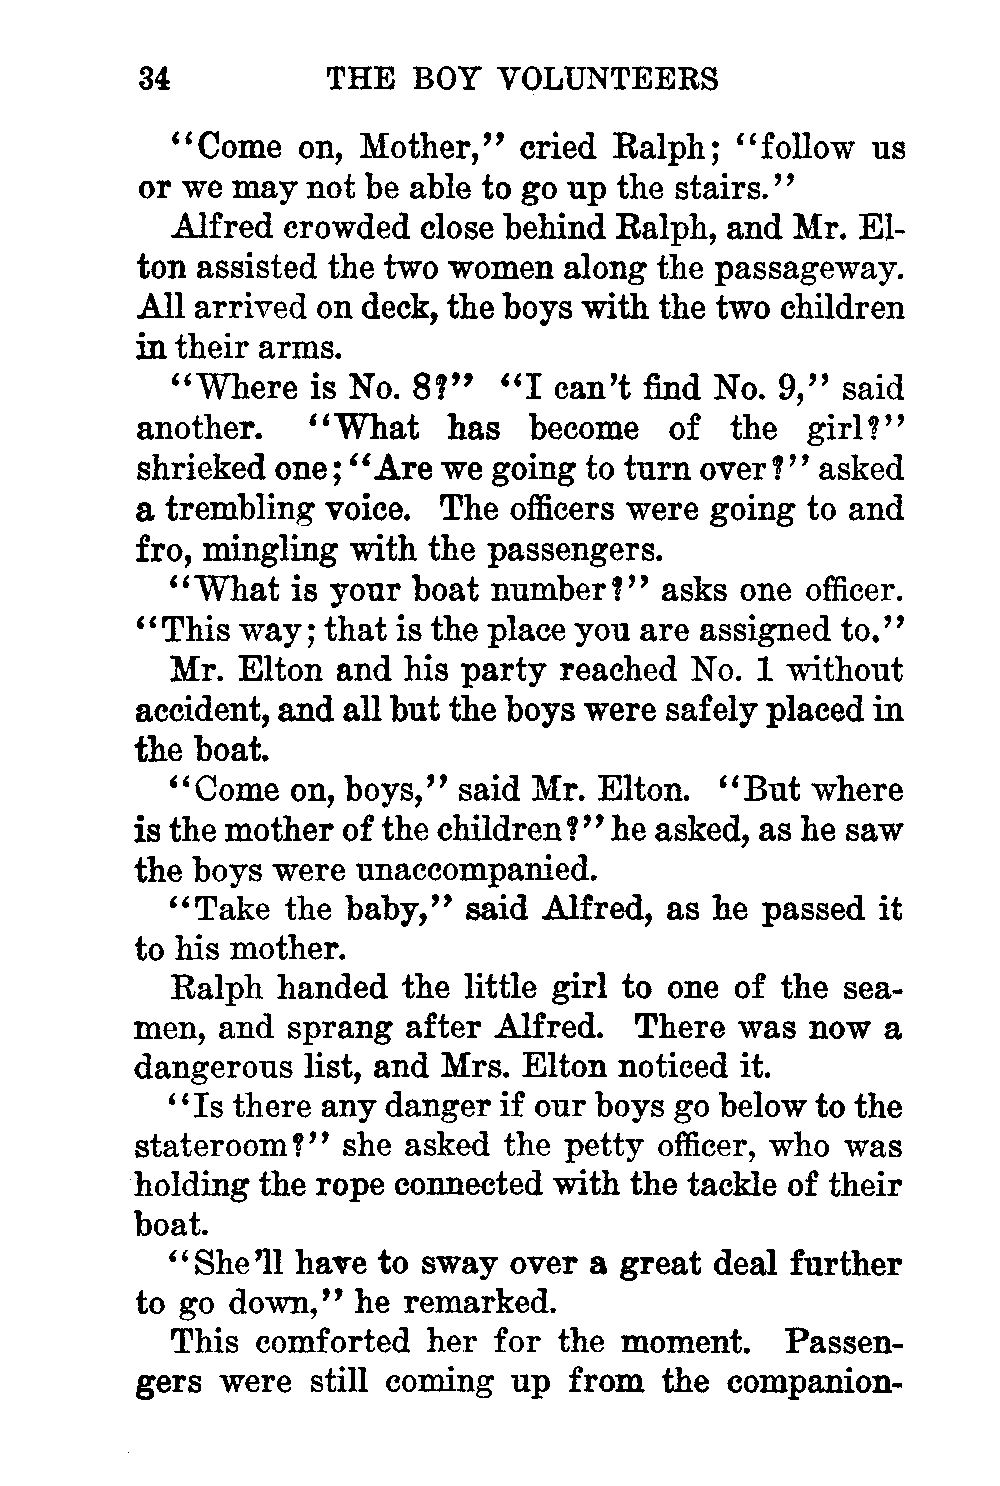 34 THE BOY VOLUNTEERS
"Come on, Mother," cried Ralph; "follow us
or we may not be able to go up the stairs."
Alfred crowded close behind Ralph, and Mr. El-
ton assisted the two women along the passageway.
All arrived on deck, the boys with the two children
in their arms.
"Where is No. 8?" "I can't find No. 9," said
another. "What has become of the girl?"
shrieked one; "Are we going to turn over?" asked
a trembling voice. The officers were going to and
fro, mingling with the passengers.
"What is your boat number?" asks one officer.
"This way; that is the place you are assigned to."
Mr. Elton and his party reached No. 1 without
accident, and all but the boys were safely placed in
the boat.
"Come on, boys," said Mr. Elton. "But where
is the mother of the children?" he asked, as he saw
the boys were unaccompanied.
"Take the baby," said Alfred, as he passed it
to his mother.
Ralph handed the little girl to one of the sea-
men, and sprang after Alfred. There was now a
dangerous list, and Mrs. Elton noticed it.
"Is there any danger if our boys go below to the
stateroom?" she asked the petty officer, who was
holding the rope connected with the tackle of their
boat.
"She'll have to sway over a great deal further
to go down," he remarked.
This comforted her for the moment. Passen-
gers were still coming up from the companion-